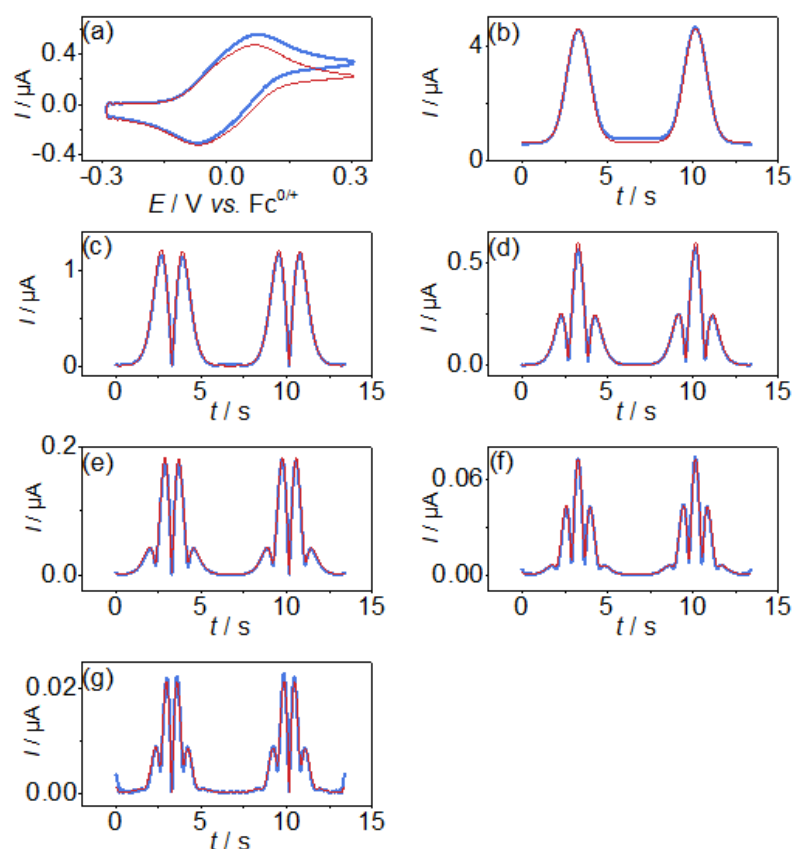 (a)
0.4
0.0
-0.4
I / µA
-0.3 0.0 0.3
E / V vs. Fc0/+
(b)
4
0
I / µA
0 5 10 15
t / s
(c)
1
0
I / µA
0 5 10 15
t / s
(d)
0.5
0.0
I / µA
0 5 10 15
t / s
(e)
0.2
0.0
I / µA
0 5 10 15
t / s
(f)
0.06
0.00
I / µA
0 5 10 15
t / s
(g)
0.02
0.00
I / µA
0 5 10 15
t / s